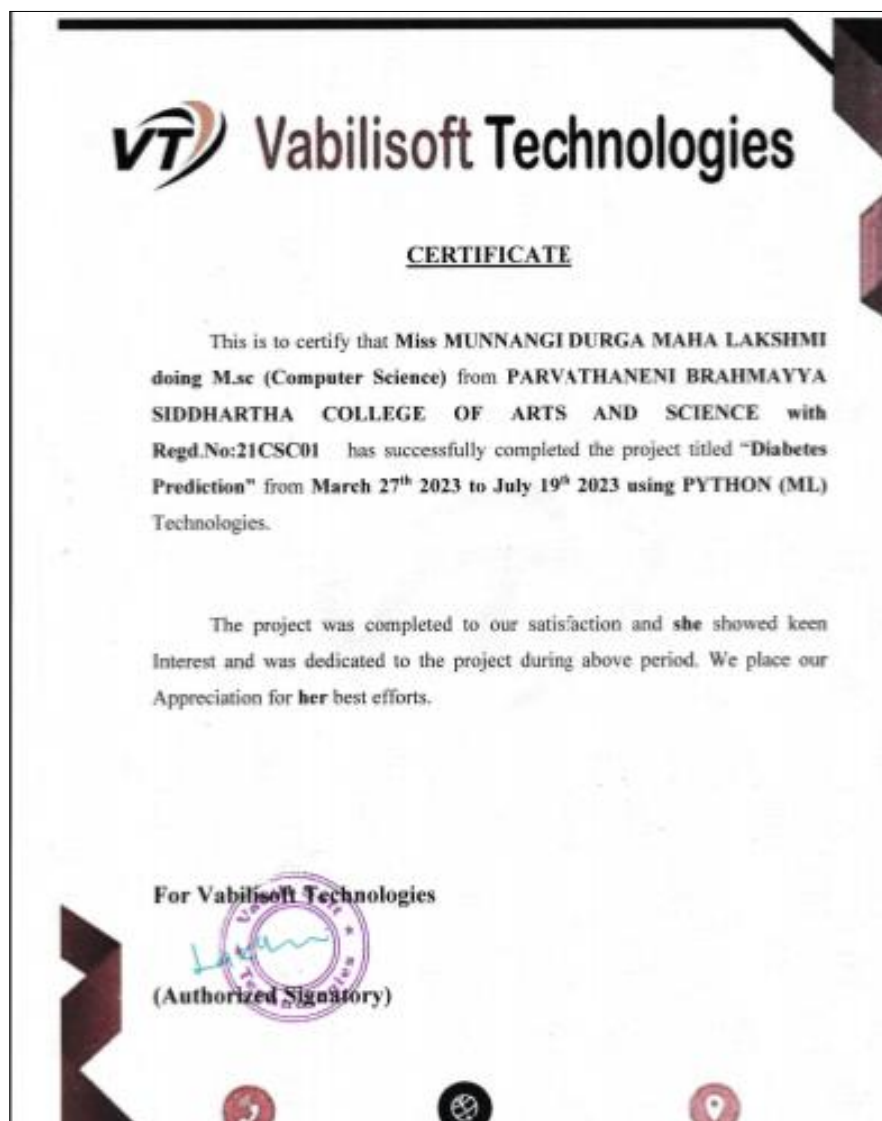 VT Vabilisoft Technologies
CERTIFICATE
This is to certify that Miss MUNNANGI DURGA MAHA LAKSHMI
doing M.sc (Computer Science) from PARVATHANENI BRAHMAYYA
SIDDHARTHA COLLEGE OF ARTS AND SCIENCE with
Regd.No:21CSC01 has successfully completed the project titled “Diabetes
Prediction” from March 27th 2023 to July 19th 2023 using PYTHON (ML)
Technologies.
The project was completed to our satisfaction and she showed keen
Interest and was dedicated to the project during above period. We place our
Appreciation for her best efforts.
For Vabilisoft Technologies
(Authorized Signatory)